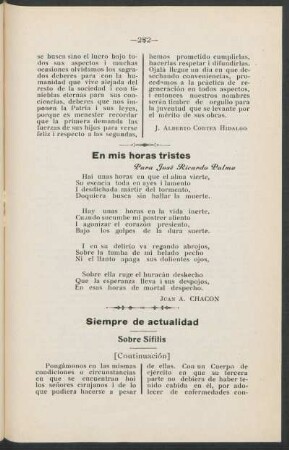 —282—
se busca sino el lucro bajo to-
dos sus aspectos i muchas
ocasiones olvidamos los sagra-
dos deberes para con la hu-
manidad que vive alejada del
resto de la sociedad i con ti-
nieblas eternas para sus con-
ciencias, deberes que nos im-
ponen la Patria i sus leyes,
porque es menester recordar
que la primera demanda las
fuerzas de sus hijos para verse
feliz i respecto a las segundas,
hemos prometido cumplirlas,
hacerlas respetar i difundirlas.
Ojalá llegue un día en que de-
sechando conveniencias, proce-
damos a la práctica de re-
generación en todos aspectos,
i entonces nuestros nombres
serán timbre de orgullo para
la juventud que es levantar
el mérito de sus obras.
J. Alberto Cortes Hidalgo
En mis horas tristes
Para José Ricardo Palma
Hai unas horas en que el alma vierte,
Su esencia toda en ayes i lamento
I desdichada mártir del tormento,
Doquiera busca sin hallar la muerte.
Hay unas horas en la vida inerte,
Cuando sucumbe mi postrer aliento
I agonizar el corazón presiento,
Bajo los golpes de la dura suerte.
I en su delirio va regando abrojos,
Sobre la tumba de mi helado pecho
Ni el llanto apaga sus dolientes ojos,
Sobre ella ruge el huracán deshecho
Que la esperanza lleva i sus despojos,
En esas horas de mortal despecho.
Juan A. CHACON
Siempre de actualidad
Sobre Sífilis
[Continuación]
Pongámonos en las mismas
condiciones o circunstancias
en que se encuentran hoi
los señores cirujanos i de lo
que pudiera hacerse a pesar
de ellas. Con un Cuerpo de
ejército en que su tercera
parte no debiera de haber te-
nido cabida en él, por ado-
lecer de enfermedades con-